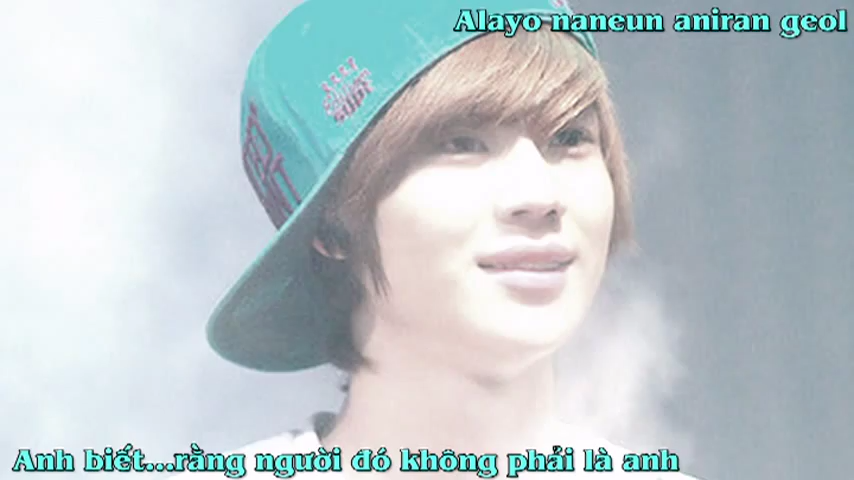 Alayo naneun aniran geol
Anh biết...rằng người đó không phải là anh